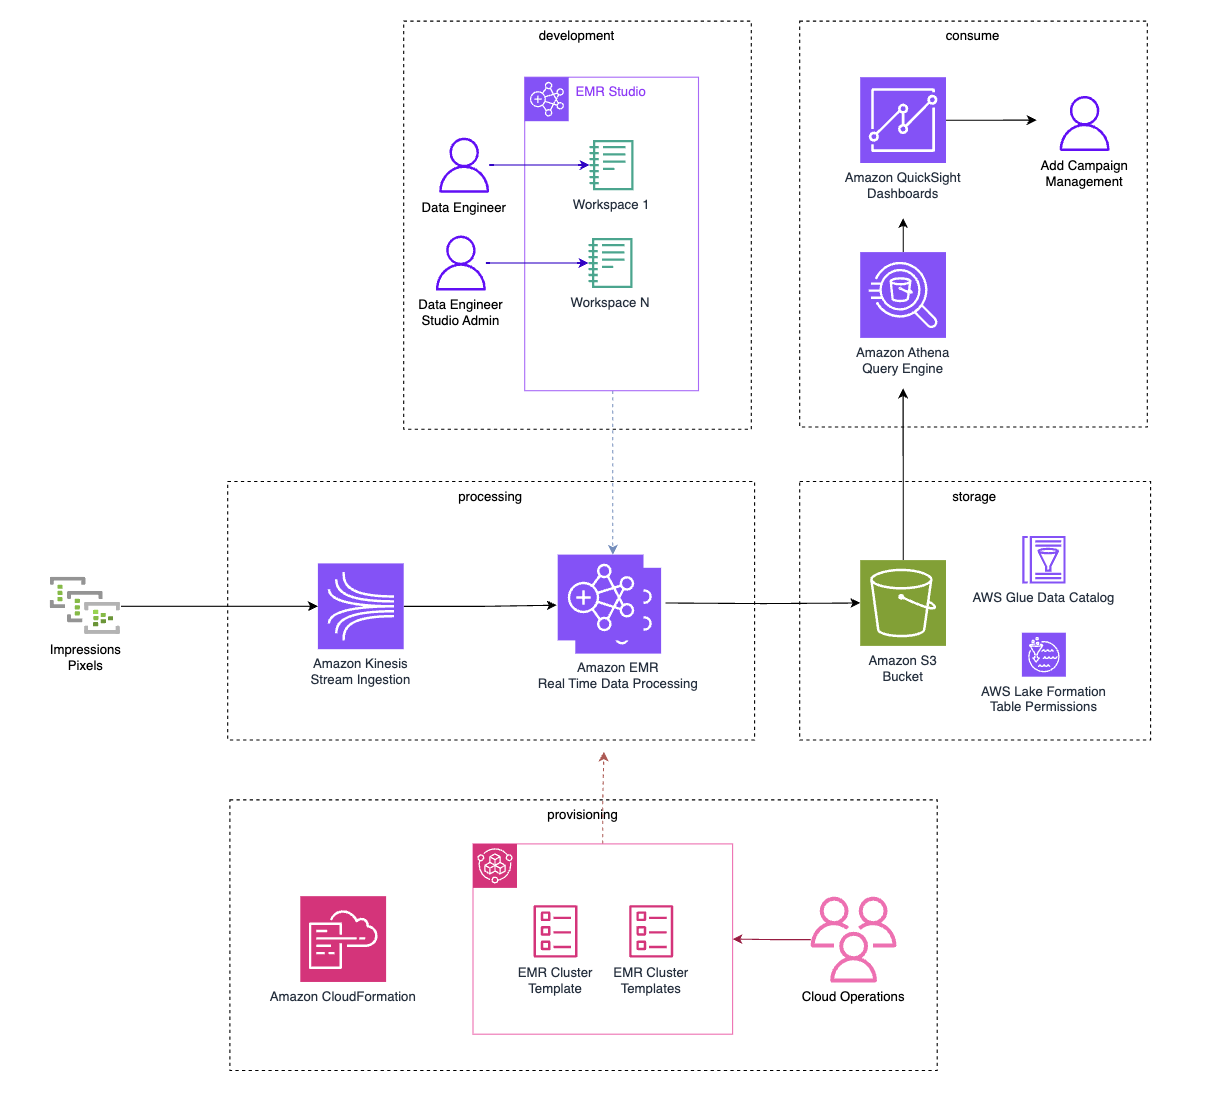 development
EMR Studio
Data Engineer
Workspace 1
Data Engineer
Studio Admin
Workspace N
consume
Amazon QuickSight
Dashboards
Add Campaign
Management
Amazon Athena
Query Engine
processing
Impressions
Pixels
Amazon Kinesis
Stream Ingestion
Amazon EMR
Real Time Data Processing
storage
Amazon S3
Bucket
AWS Glue Data Catalog
AWS Lake Formation
Table Permissions
provisioning
Amazon CloudFormation
EMR Cluster
Template
EMR Cluster
Templates
Cloud Operations